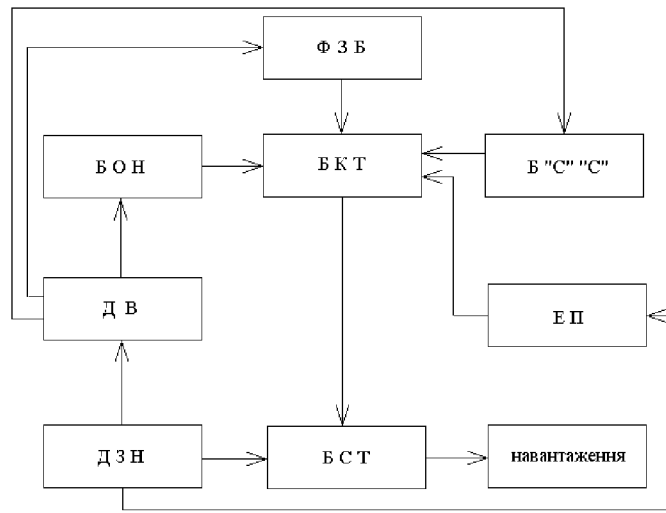 Ф З Б
Б О Н
Б К Т
Б "С" "С"
Д В
Е П
Д З Н
Б С Т
навантаження